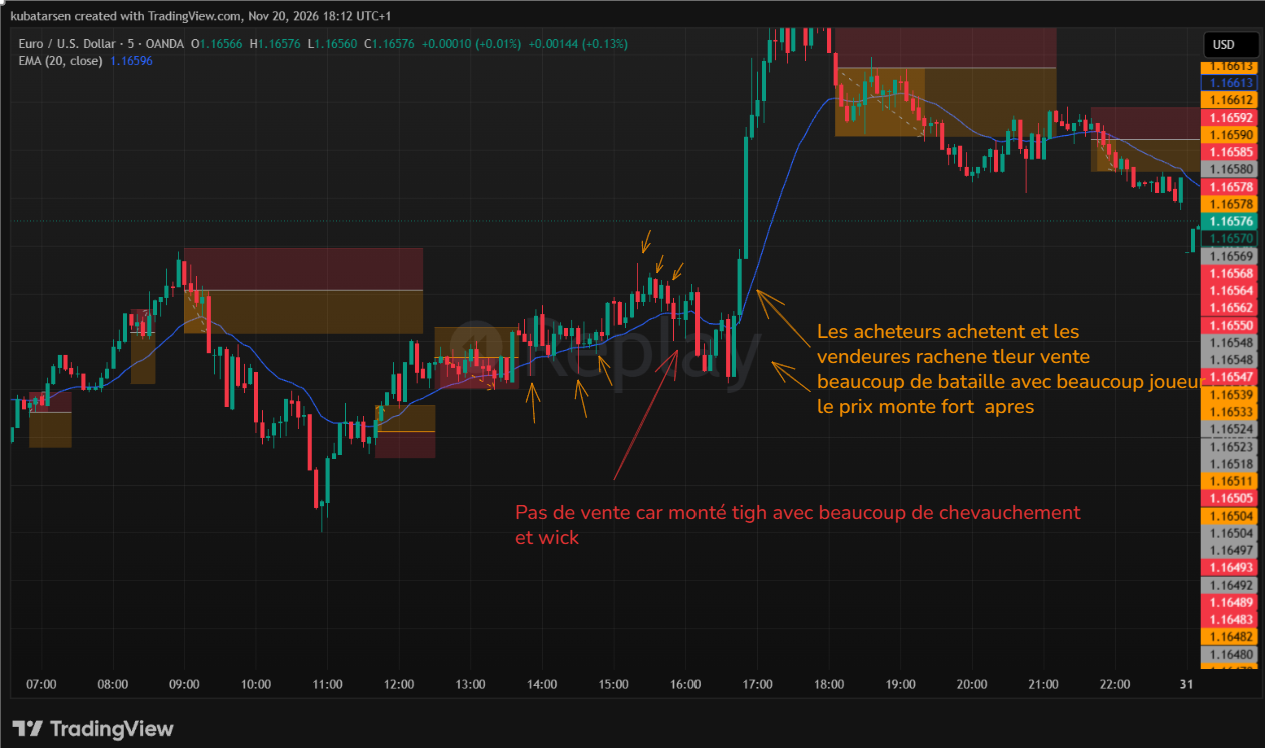 kubatarsen created with TradingView.com, Nov 20, 2026 18:12 UTC+1
Euro / U.S. Dollar · 5 · OANDA O1.16566 H1.16576 L1.16560 C1.16576 +0.00010 (+0.01%) +0.00144 (+0.13%)
EMA (20, close) 1.16596
USD
1.16613
1.16613
1.16612
1.16592
1.16590
1.16585
1.16580
1.16578
1.16578
1.16576
1.16570
1.16569
1.16568
1.16564
1.16562
1.16550
1.16548
1.16548
1.16547
1.16539
1.16533
1.16524
1.16523
1.16518
1.16511
1.16505
1.16504
1.16504
1.16497
1.16493
1.16492
1.16489
1.16483
1.16482
1.16480
Replay
Les acheteurs achetent et les
vendeures rachene tleur vente
beaucoup de bataille avec beaucoup joueur
le prix monte fort apres
Pas de vente car monté tigh avec beaucoup de chevauchement
et wick
07:00 08:00 09:00 10:00 11:00 12:00 13:00 14:00 15:00 16:00 17:00 18:00 19:00 20:00 21:00 22:00 31
TradingView